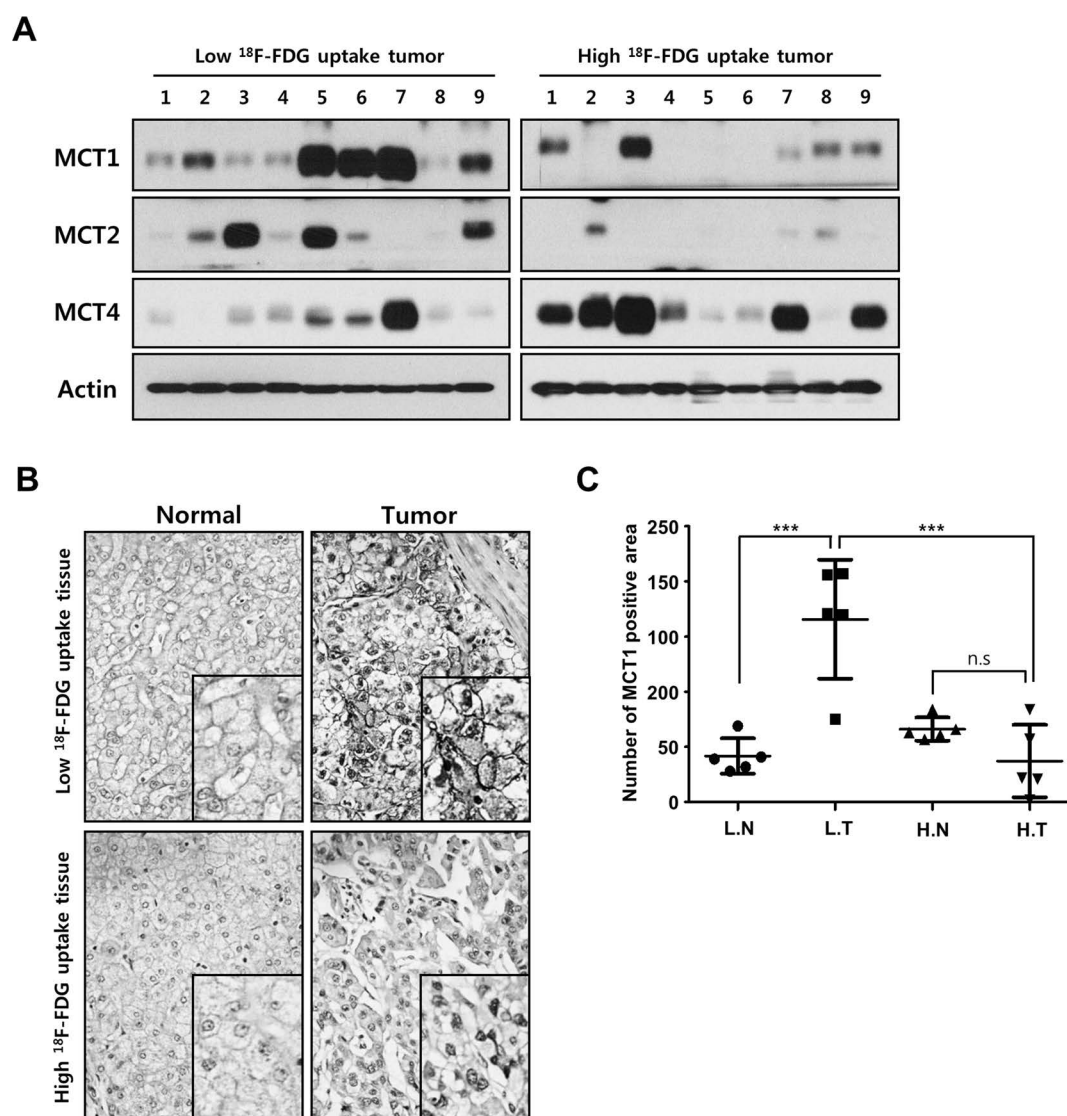 A
Low ¹⁸F-FDG uptake tumor
High ¹⁸F-FDG uptake tumor
1 2 3 4 5 6 7 8 9
1 2 3 4 5 6 7 8 9
MCT1
MCT2
MCT4
Actin
B
Normal
Tumor
Low ¹⁸F-FDG uptake tissue
High ¹⁸F-FDG uptake tissue
C
Number of MCT1 positive area
250
150
100
200
50
0
***
***
n.s
L.N
L.T
H.N
H.T